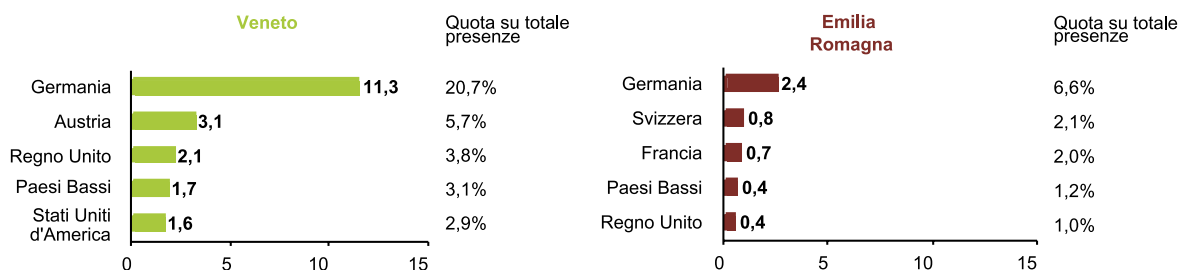 Veneto
Quota su totale
presenze
Germania 11,3 20,7%
Austria 3,1 5,7%
Regno Unito 2,1 3,8%
Paesi Bassi 1,7 3,1%
Stati Uniti
d'America 1,6 2,9%
0 5 10 15
Emilia
Romagna
Quota su totale
presenze
Germania 2,4 6,6%
Svizzera 0,8 2,1%
Francia 0,7 2,0%
Paesi Bassi 0,4 1,2%
Regno Unito 0,4 1,0%
0 5 10 15